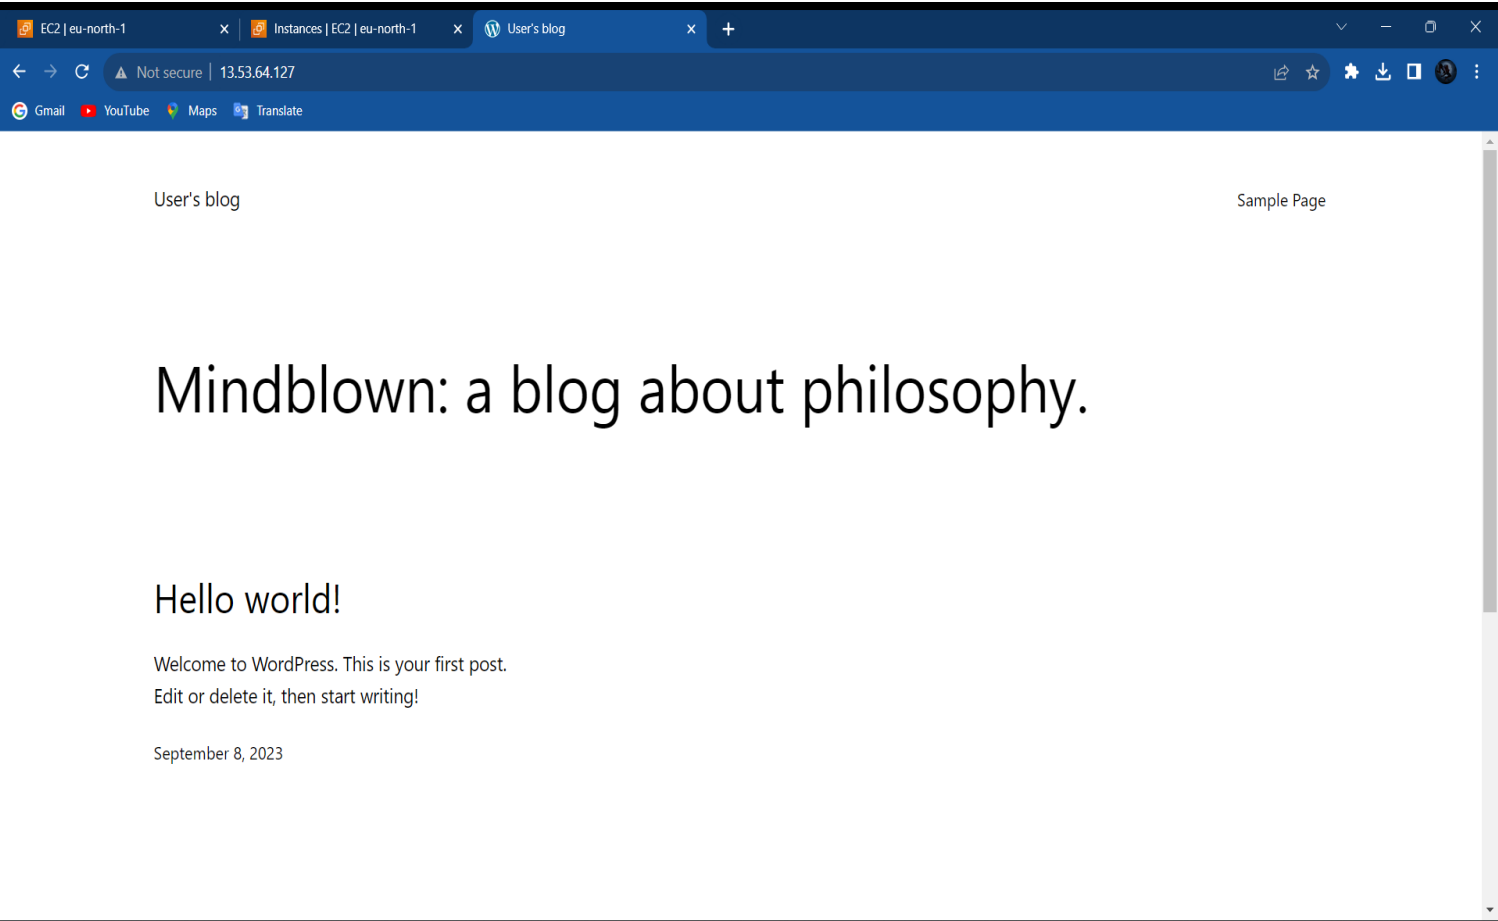 EC2 | eu-north-1
Instances | EC2 | eu-north-1
User's blog
Not secure
13.53.64.127
Gmail
YouTube
Maps
Translate
User's blog
Sample Page
Mindblown: a blog about philosophy.
Hello world!
Welcome to WordPress. This is your first post.
Edit or delete it, then start writing!
September 8, 2023